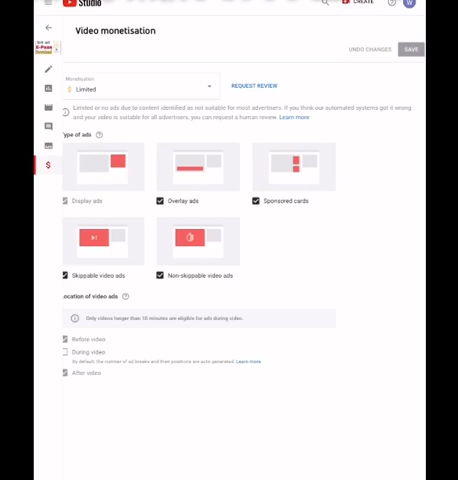 Studio
CREATE
W
Video monetisation
UNDO CHANGES
SAVE
Monetisation
$ Limited
REQUEST REVIEW
Limited or no ads due to content identified as not suitable for most advertisers. If you think our automated systems got it wrong
and your video is suitable for all advertisers, you can request a human review. Learn more
Type of ads
Display ads
Overlay ads
Sponsored cards
Skippable video ads
Non-skippable video ads
Location of video ads
Only videos longer than 10 minutes are eligible for ads during video.
Before video
During video
By default, the number of ad breaks and their positions are auto-generated. Learn more
After video